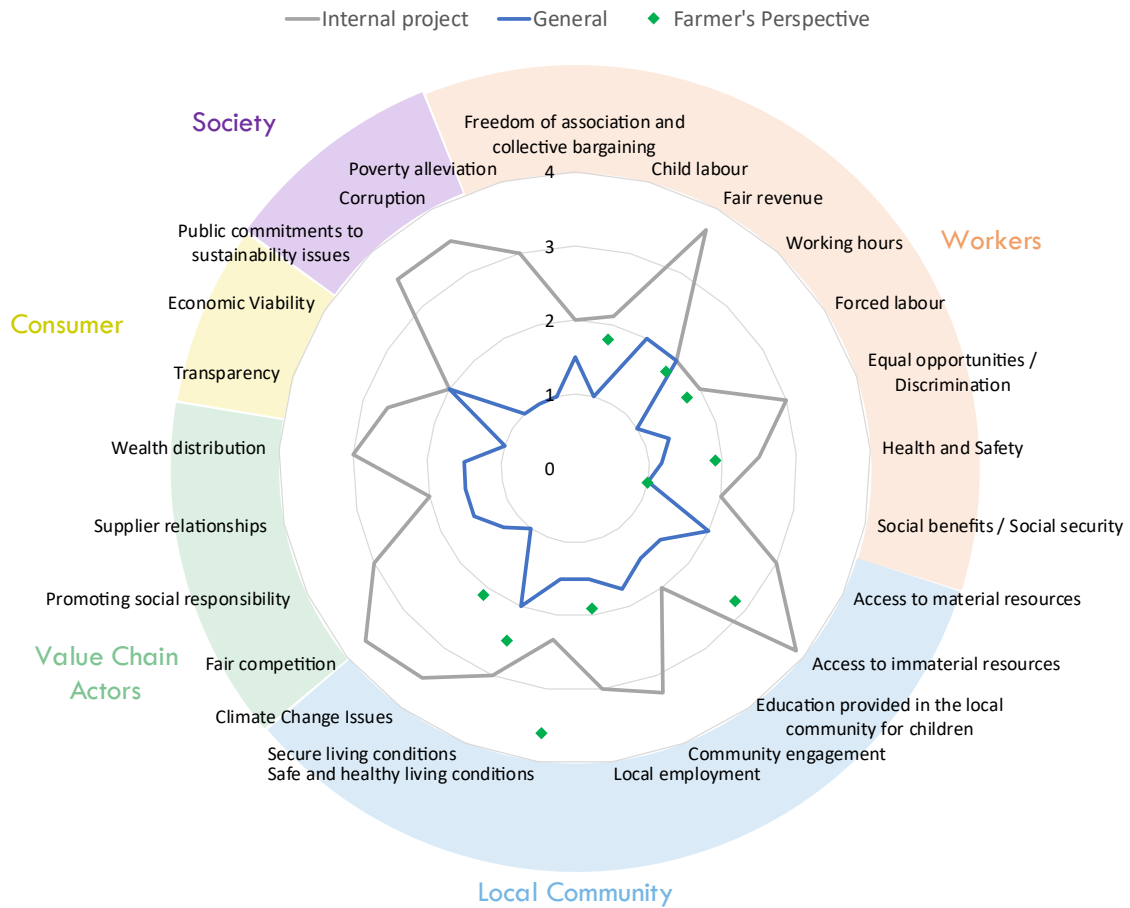 Internal project
General
Farmer's Perspective
Society
Freedom of association and
collective bargaining
Poverty alleviation
4
Child labour
Corruption
Fair revenue
Public commitments to
sustainability issues
3
Working hours
Workers
Economic Viability
Forced labour
Consumer
2
Transparency
Equal opportunities /
Discrimination
1
Wealth distribution
0
Health and Safety
Supplier relationships
Social benefits / Social security
Promoting social responsibility
Access to material resources
Value Chain
Actors
Fair competition
Access to immaterial resources
Climate Change Issues
Education provided in the local
community for children
Secure living conditions
Community engagement
Safe and healthy living conditions
Local employment
Local Community